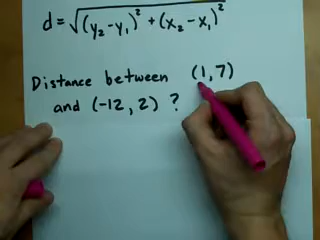 d = √(y₂-y₁)² + (x₂-x₁)²
Distance between (1,7)
and (-12, 2) ?